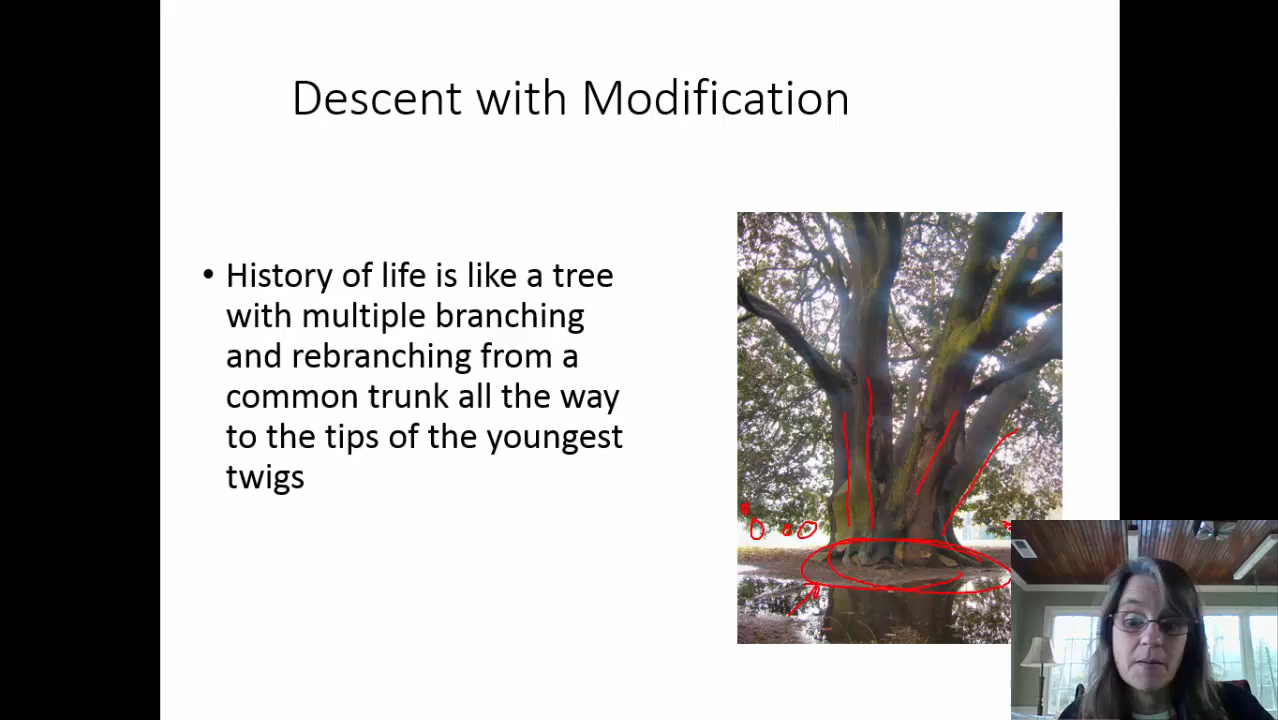 Descent with Modification
• History of life is like a tree
with multiple branching
and rebranching from a
common trunk all the way
to the tips of the youngest
twigs